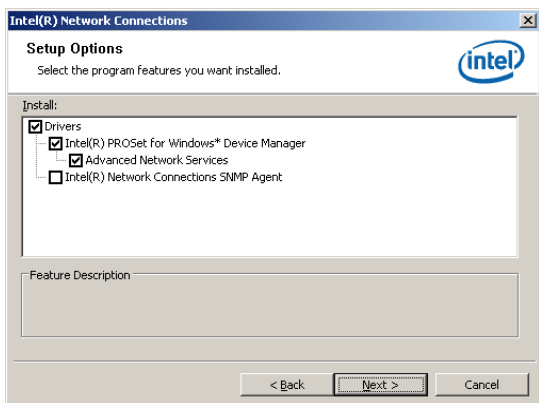 Intel(R) Network Connections
Setup Options
Select the program features you want installed.
intel
Install:
Drivers
Intel(R) PROSet for Windows* Device Manager
Advanced Network Services
Intel(R) Network Connections SNMP Agent
Feature Description
< Back
Next >
Cancel